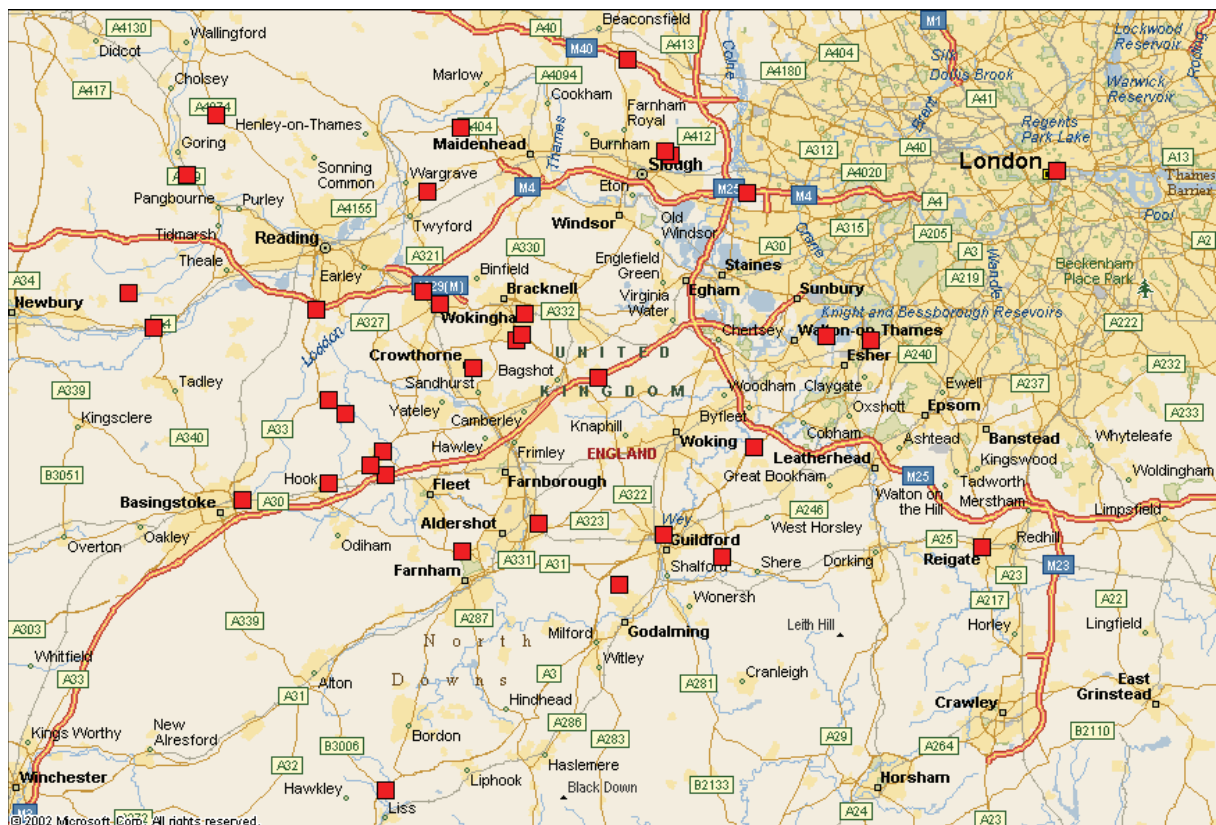 A4130
Wallingford
Didcot
Cholsey
A417
A4074
Goring
Henley-on-Thames
Pangbourne
Purley
Tidmarsh
Theale
Sonning
Common
A4155
Reading
Earley
A34
Newbury
A4
A40
Beaconsfield
M40
A413
Colne
Marlow
A4094
Cookham
Farnham
Royal
A404
Maidenhead
Thames
Burnham
A412
Slough
Wargrave
Twyford
M4
Eton
Windsor
Old
Windsor
M25
A321
A330
Binfield
Bracknell
Englefield
Green
Virginia
Water
Egham
Staines
A30
M1
A404
A4180
Silk
Dollis Brook
Lockwood
Reservoir
Roding
Warwick
Reservoir
A41
Brent
Regents
Park Lake
A312
A40
A4020
London
A13
Thames
Barrier
M4
A4
Pool
Crane
A315
A205
A3
A2
A219
Wandle
Beckenham
Place Park
Sunbury
Knight and Bessborough Reservoirs
A222
Chertsey
Walton-on-Thames
A240
Esher
A232
A327
Wokingham
A332
Loddon
Crowthorne
UNITED
KINGDOM
Bagshot
Sandhurst
Tadley
A339
Kingsclere
A33
Yateley
Camberley
A340
Hawley
Knaphill
Woodham
Claygate
Ewell
A237
Byfleet
Oxshott
Epsom
A233
Woking
Cobham
Ashtead
Banstead
Whyteleafe
Frimley
ENGLAND
Leatherhead
Kingswood
Woldingham
B3051
Hook
Fleet
Farnborough
Great Bookham
M25
Tadworth
Walton on
the Hill
Merstham
Basingstoke
A30
A322
A246
Limpsfield
Overton
Oakley
Odiham
Aldershot
A323
Wey
West Horsley
A25
Redhill
A331
A31
Guildford
Reigate
Farnham
Shalford
Shere
Dorking
M23
A23
A287
Wonersh
A217
A22
A303
A339
North
Downs
Milford
Godalming
Leith Hill
Horley
Lingfield
Whitfield
A33
Witley
A31
Alton
A3
A281
Cranleigh
East
Grinstead
Hindhead
Crawley
Kings Worthy
New
Alresford
Bordon
A286
A283
A29
A264
B2110
B3006
A32
Haslemere
Winchester
Hawkley
Liphook
Black Down
B2133
Horsham
Liss
A24
A23
M3
A272
© 2002 Microsoft Corp. All rights reserved.